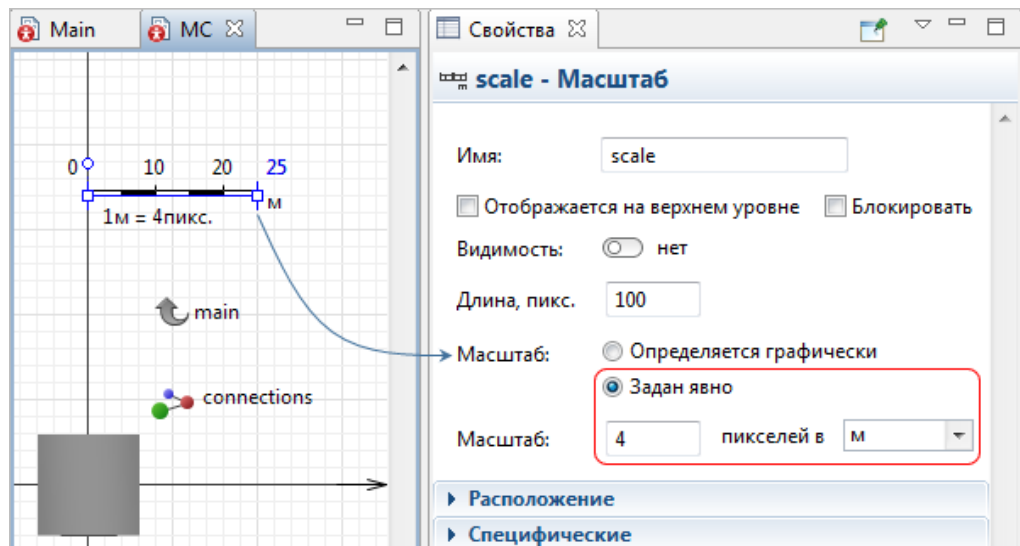 Main
MC
0 10 20 25
м
1м = 4пикс.
main
connections
Свойства
scale - Масштаб
Имя: scale
Отображается на верхнем уровне Блокировать
Видимость: нет
Длина, пикс. 100
Масштаб: Определяется графически
Задан явно
Масштаб: 4 пикселей в м
Расположение
Специфические